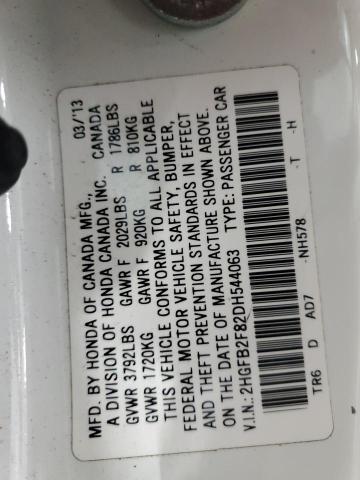 MFD. BY HONDA OF CANADA MFG., 03/'13
A DIVISION OF HONDA CANADA INC. CANADA
GVWR 3792LBS GAWR F 2029LBS R 1786LBS
GVWR 1720KG GAWR F 920KG R 810KG
THIS VEHICLE CONFORMS TO ALL APPLICABLE
FEDERAL MOTOR VEHICLE SAFETY, BUMPER,
AND THEFT PREVENTION STANDARDS IN EFFECT
ON THE DATE OF MANUFACTURE SHOWN ABOVE.
V.I.N.: 2HGFB2F82DH544063 TYPE: PASSENGER CAR
TR6 D AD7 -NH578 -T -H